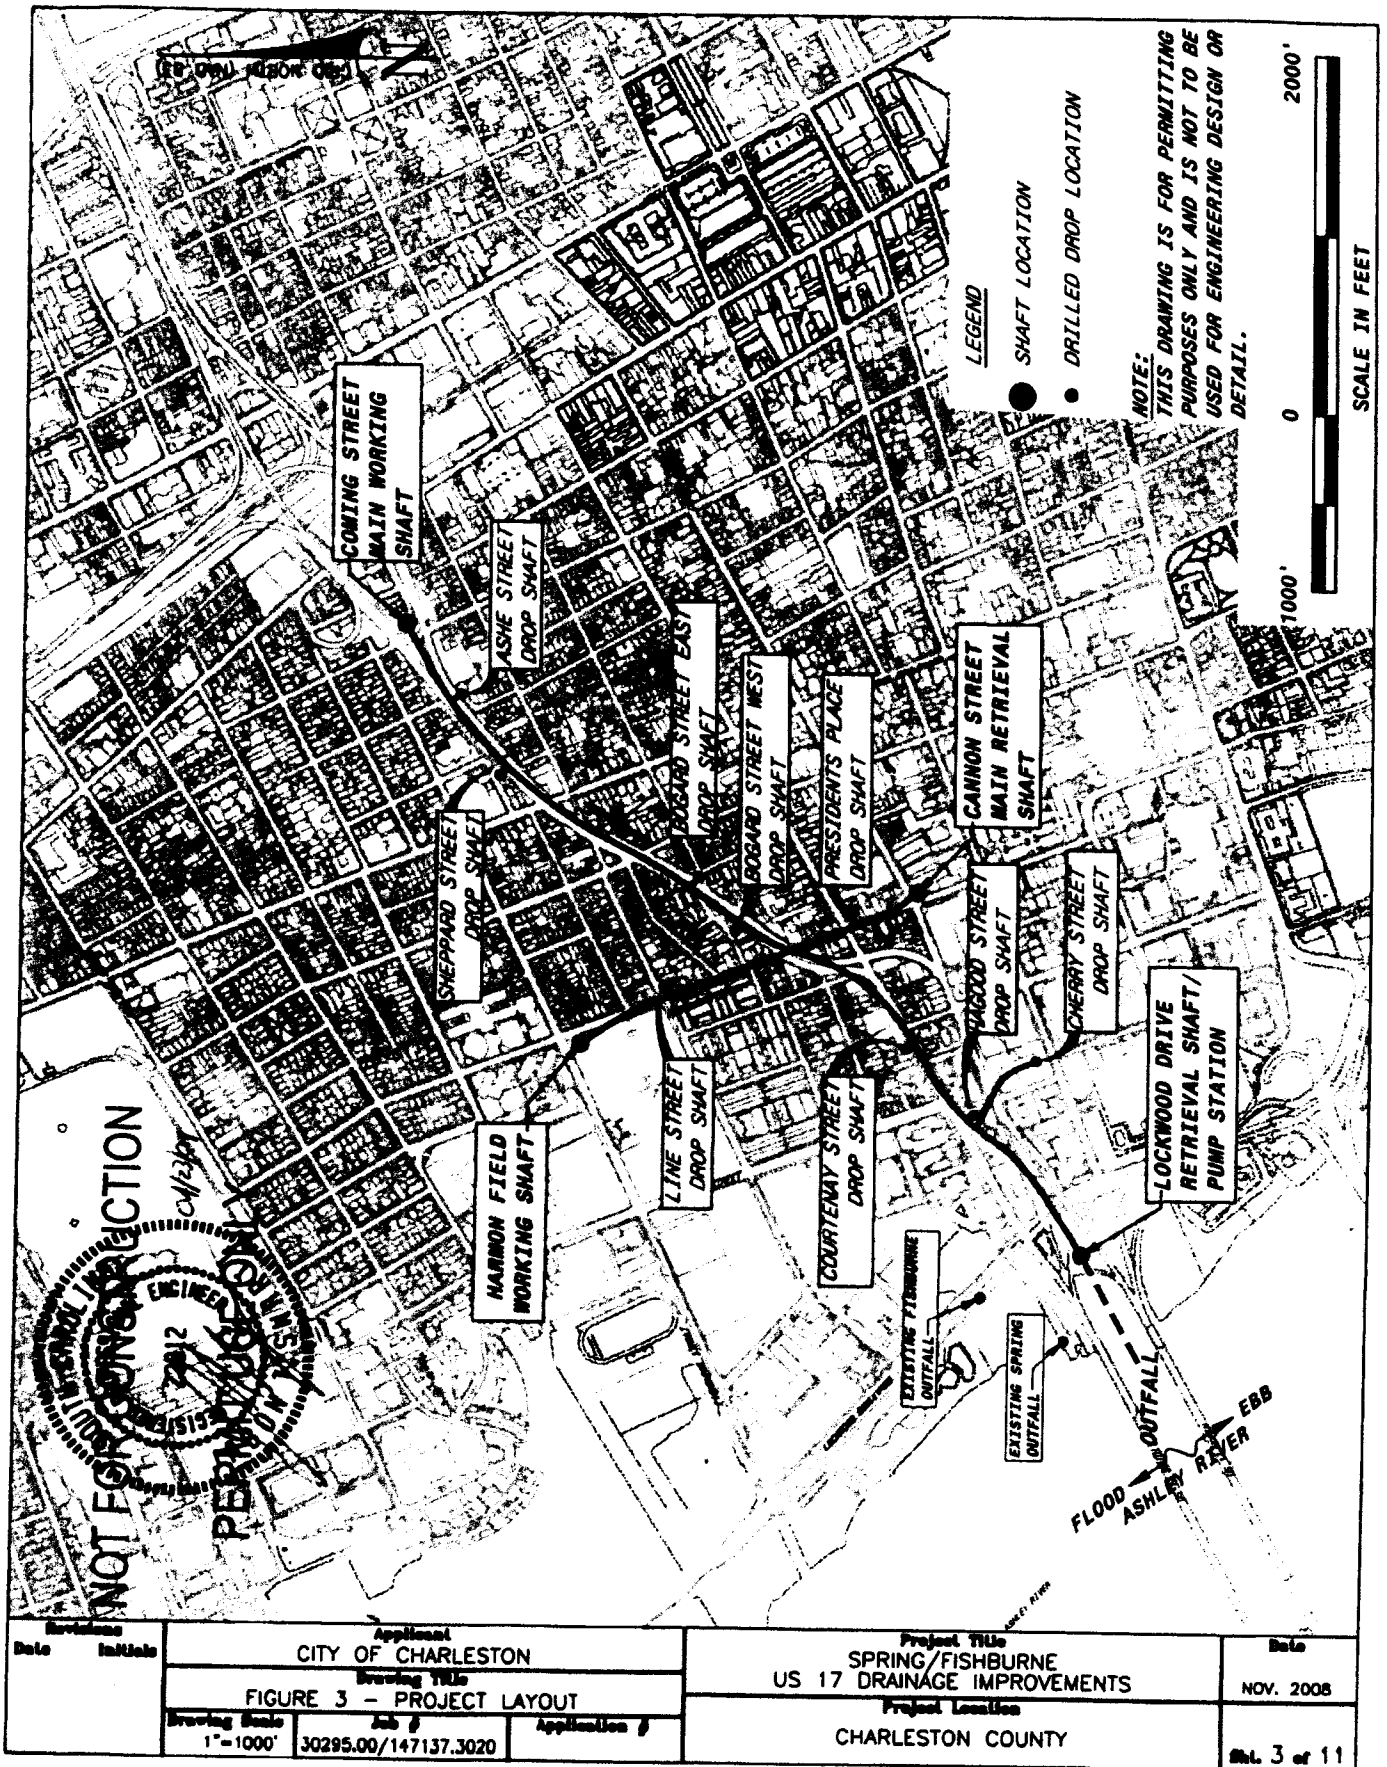 GRID NORTH (NAD 83)
N
LEGEND
SHAFT LOCATION
DRILLED DROP LOCATION
NOTE:
THIS DRAWING IS FOR PERMITTING
PURPOSES ONLY AND IS NOT TO BE
USED FOR ENGINEERING DESIGN OR
DETAIL.
1000'
0
2000'
SCALE IN FEET
COMING STREET
MAIN WORKING
SHAFT
ASHE STREET
DROP SHAFT
SHEPPARD STREET
DROP SHAFT
BOGARD STREET EAST
DROP SHAFT
BOGARD STREET WEST
DROP SHAFT
PRESIDENTS PLACE
DROP SHAFT
CANNON STREET
MAIN RETRIEVAL
SHAFT
HAGOOD STREET
DROP SHAFT
CHERRY STREET
DROP SHAFT
LOCKWOOD DRIVE
RETRIEVAL SHAFT/
PUMP STATION
HARMON FIELD
WORKING SHAFT
LINE STREET
DROP SHAFT
COURTENAY STREET
DROP SHAFT
EXISTING FISHBURNE
OUTFALL
EXISTING SPRING
OUTFALL
OUTFALL
FLOOD
EBB
ASHLEY RIVER
ASHLEY RIVER
NOT FOR CONSTRUCTION
ENGINEER
Revisions
Date Initials
Applicant
CITY OF CHARLESTON
Drawing Title
FIGURE 3 - PROJECT LAYOUT
Drawing Scale
1"=1000'
Job #
30295.00/147137.3020
Application #
Project Title
SPRING/FISHBURNE
US 17 DRAINAGE IMPROVEMENTS
Project Location
CHARLESTON COUNTY
Date
NOV. 2008
Sht. 3 of 11